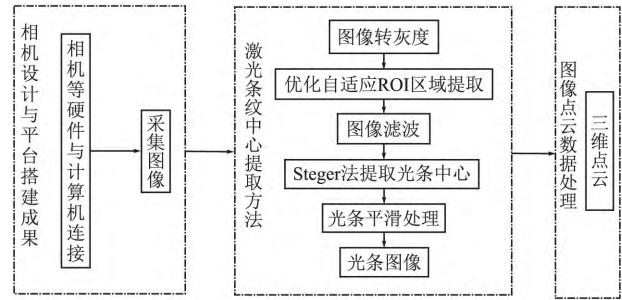 相机设计与平台搭建成果
相机等硬件与计算机连接
采集图像
激光条纹中心提取方法
图像转灰度
优化自适应ROI区域提取
图像滤波
Steger法提取光条中心
光条平滑处理
光条图像
图像点云数据处理
三维点云